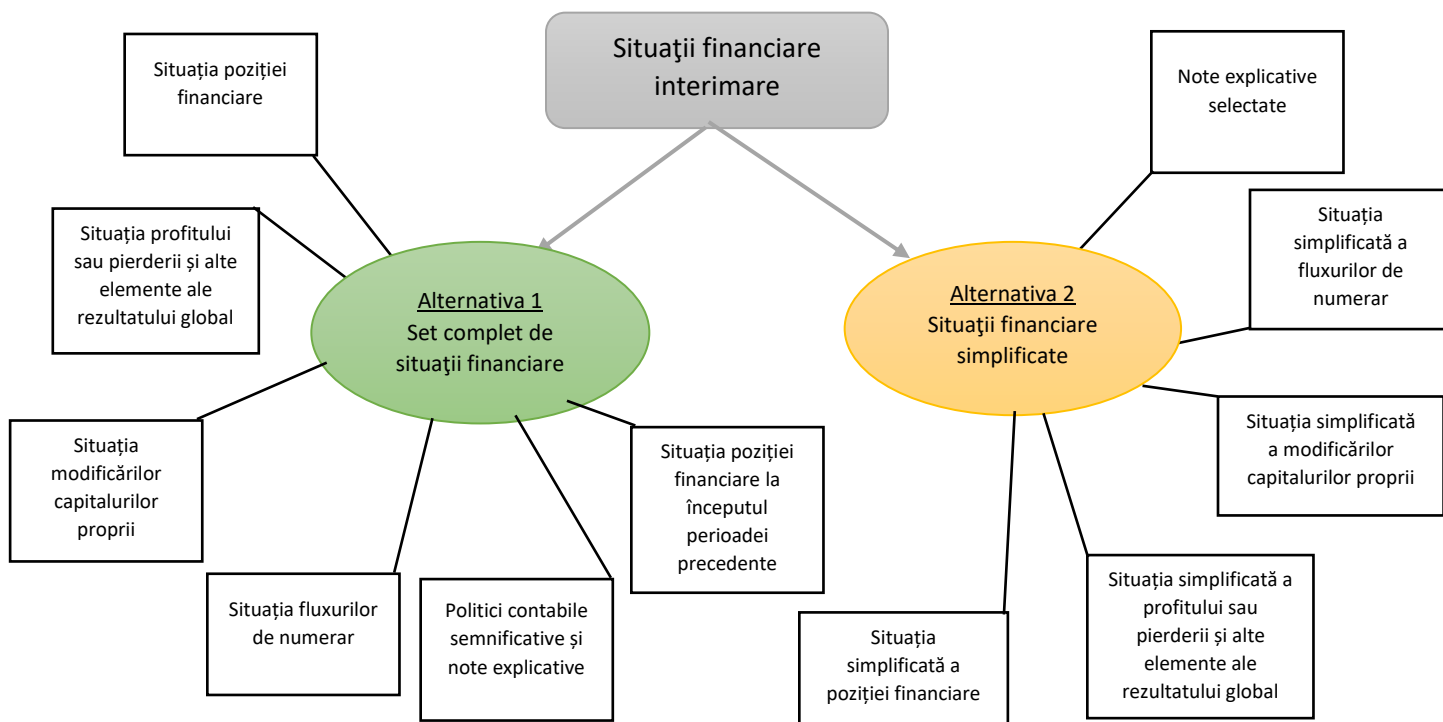 Situaţii financiare
interimare
Situația poziției
financiare
Situația profitului
sau pierderii și alte
elemente ale
rezultatului global
Alternativa 1
Set complet de
situaţii financiare
Situația
modificărilor
capitalurilor
proprii
Situația fluxurilor
de numerar
Politici contabile
semnificative și
note explicative
Situația poziției
financiare la
începutul
perioadei
precedente
Note explicative
selectate
Situația
simplificată a
fluxurilor de
numerar
Alternativa 2
Situaţii financiare
simplificate
Situația simplificată
a modificărilor
capitalurilor proprii
Situația simplificată a
profitului sau
pierderii și alte
elemente ale
rezultatului global
Situația
simplificată a
poziției financiare